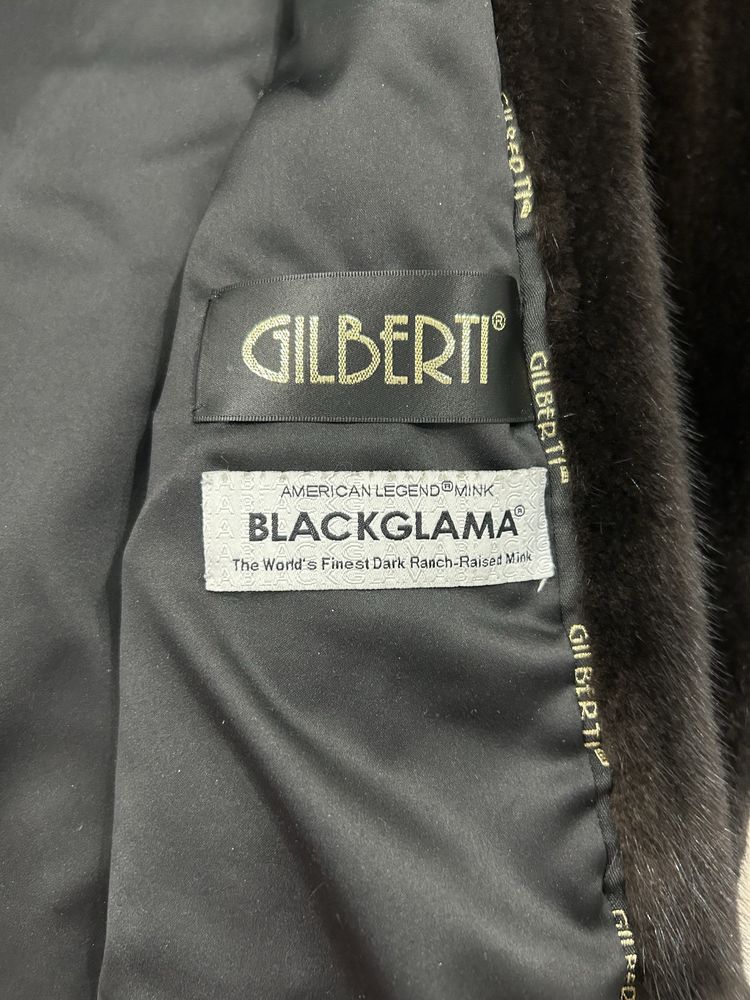 GILBERTI®
GILBERTI®
AMERICAN LEGEND® MINK
BLACKGLAMA®
The World's Finest Dark Ranch-Raised Mink
GILBERTI
GILBERTI